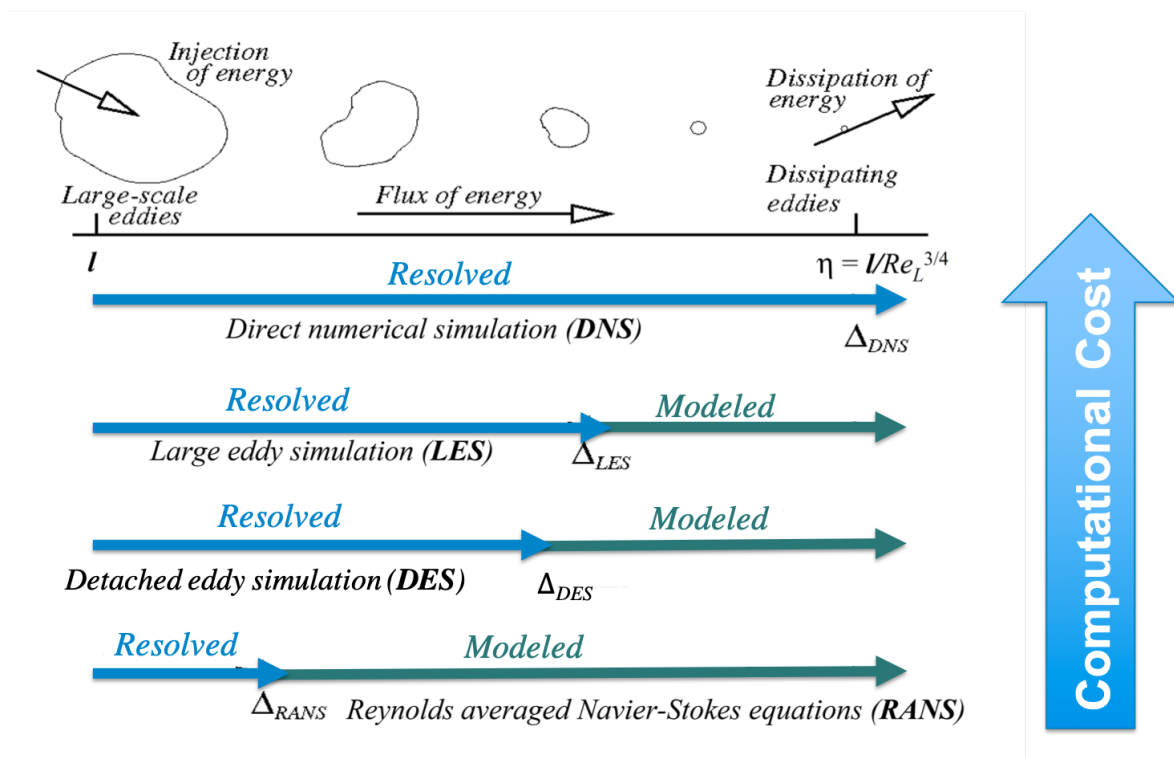 Injection
of energy
Dissipation of
energy
Large-scale
eddies
Flux of energy
Dissipating
eddies
l
η = l/Re_L^3/4
Resolved
Direct numerical simulation (DNS)
Δ_DNS
Resolved
Modeled
Large eddy simulation (LES)
Δ_LES
Resolved
Modeled
Detached eddy simulation (DES)
Δ_DES
Resolved
Modeled
Δ_RANS
Reynolds averaged Navier-Stokes equations (RANS)
Computational Cost